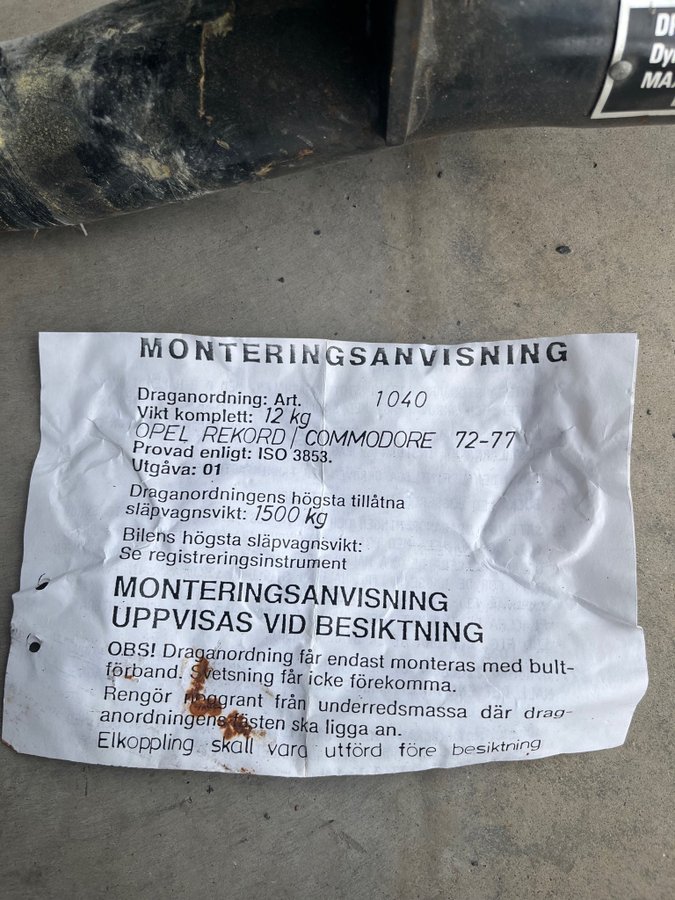 MONTERINGSANVISNING
Draganordning: Art. 1040
Vikt komplett: 12 kg
OPEL REKORD / COMMODORE 72-77
Provad enligt: ISO 3853.
Utgåva: 01
Draganordningens högsta tillåtna
släpvagnsvikt: 1500 kg
Bilens högsta släpvagnsvikt:
Se registreringsinstrument
MONTERINGSANVISNING
UPPVISAS VID BESIKTNING
OBS! Draganordning får endast monteras med bult-
förband. Svetsning får icke förekomma.
Rengör noggrant från underredsmassa där drag-
anordningens fästen ska ligga an.
Elkoppling skall vara utförd före besiktning